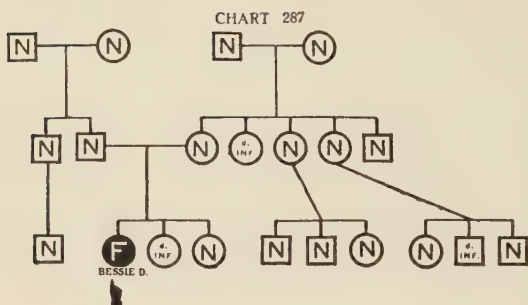 CHART 287
N N N N
N N N d. INF. N N N
N F d. INF. N N N N N d. INF. N
BESSIE D.